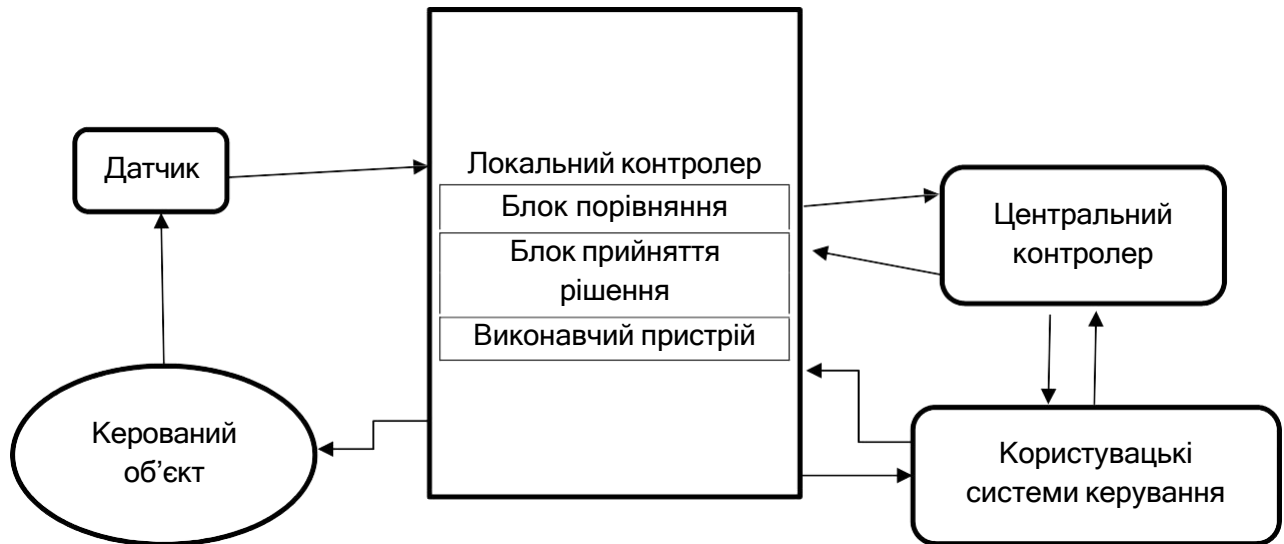 Датчик
Локальний контролер
Блок порівняння
Блок прийняття
рішення
Виконавчий пристрій
Центральний
контролер
Керований
об’єкт
Користувацькі
системи керування